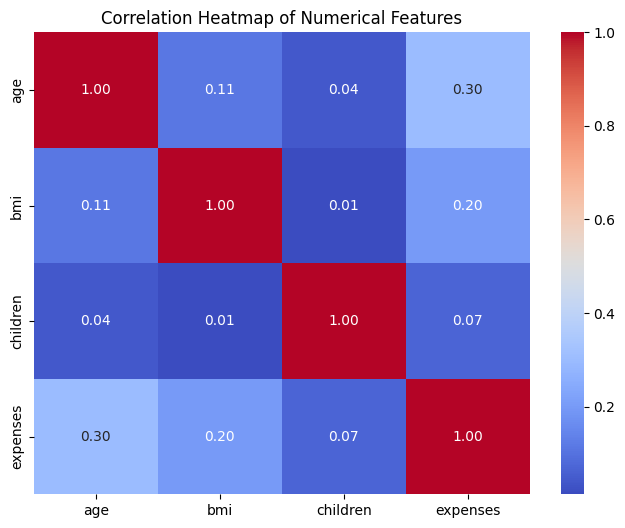 Correlation Heatmap of Numerical Features
age 1.00 0.11 0.04 0.30
bmi 0.11 1.00 0.01 0.20
children 0.04 0.01 1.00 0.07
expenses 0.30 0.20 0.07 1.00
age bmi children expenses
1.0
0.8
0.6
0.4
0.2